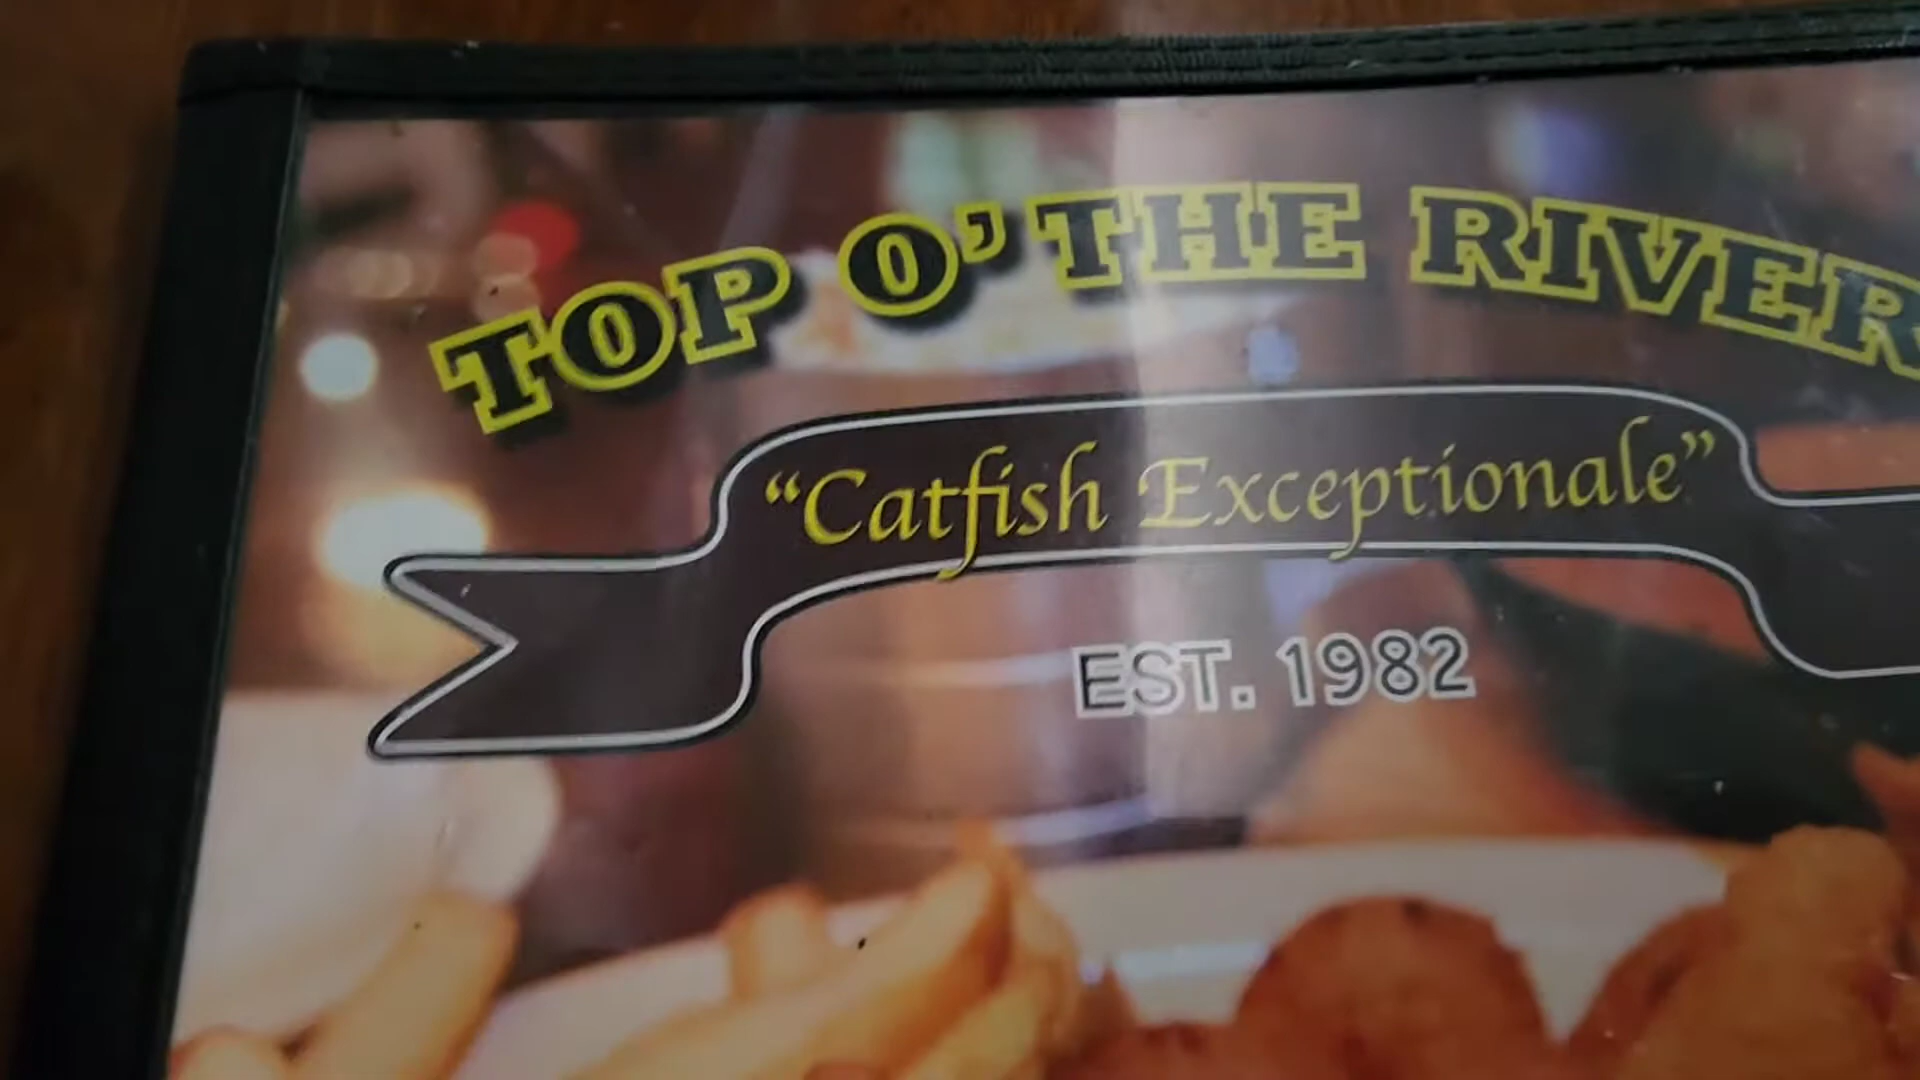 TOP O' THE RIVER
“Catfish Exceptionale”
EST. 1982